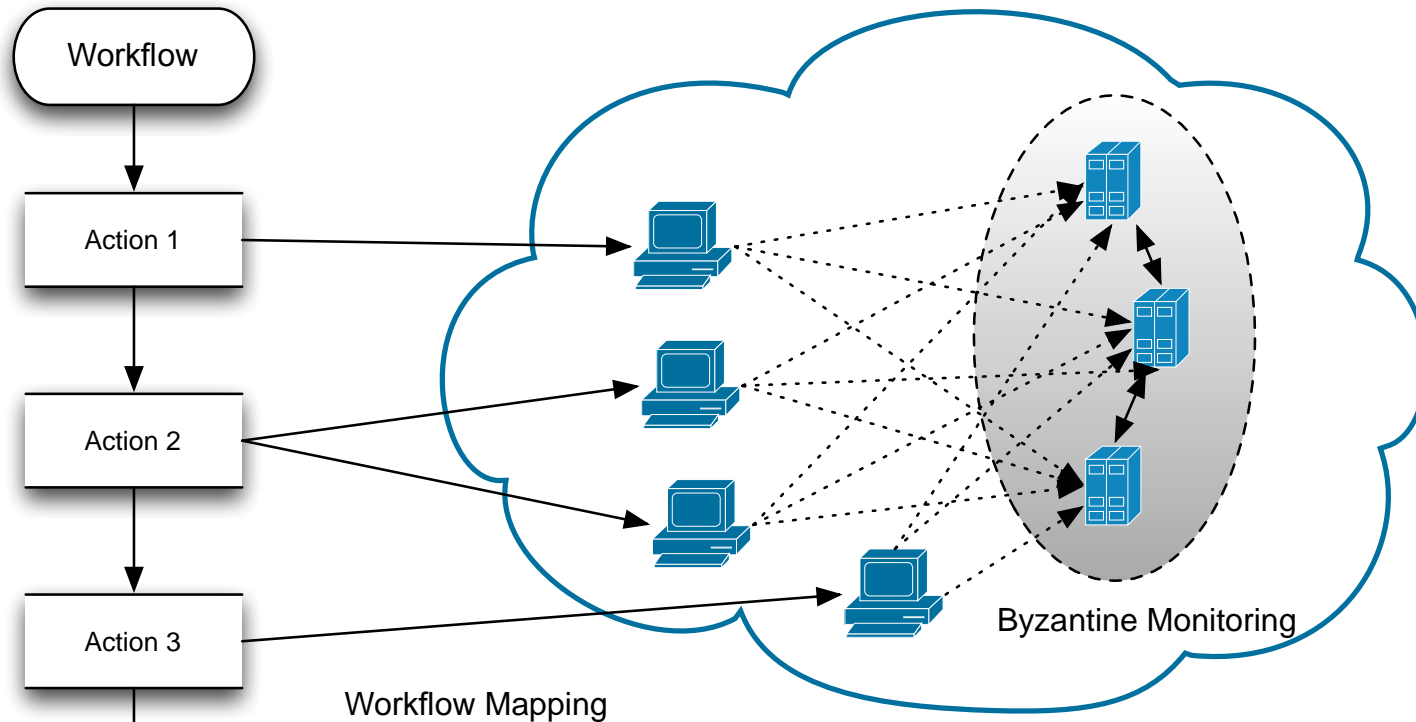 Workflow
Action 1
Action 2
Action 3
Byzantine Monitoring
Workflow Mapping